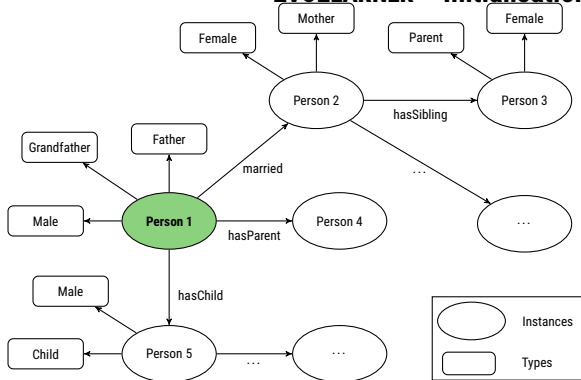 Mother
Female
Female
Parent
Person 2
Person 3
hasSibling
Father
Grandfather
married
...
Male
Person 1
Person 4
...
hasParent
Male
hasChild
Instances
Child
Person 5
...
...
Types